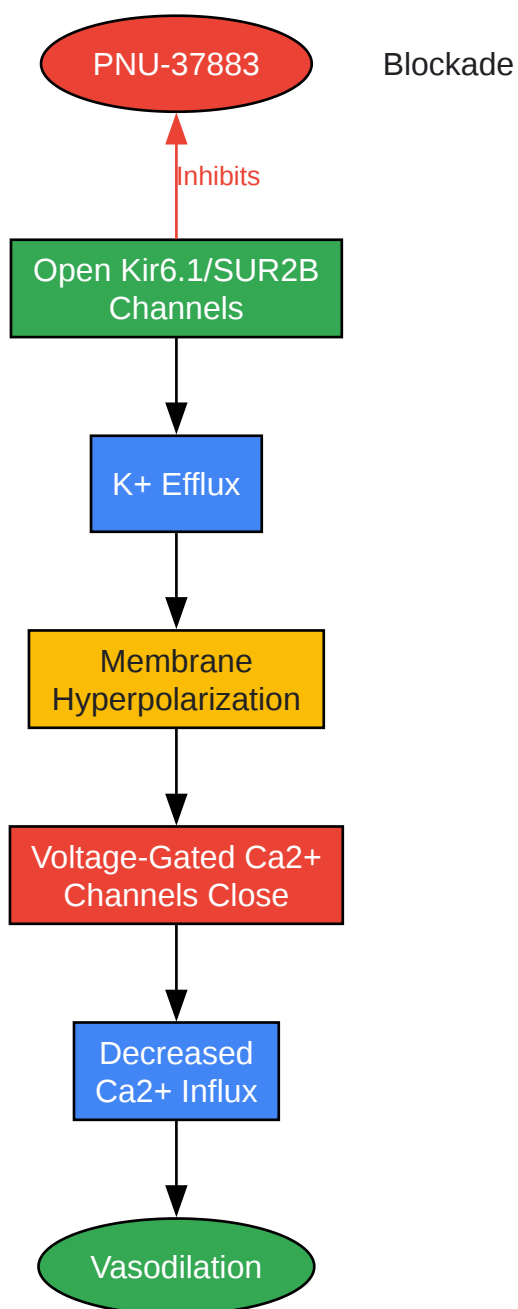 PNU-37883
Blockade
Inhibits
Open Kir6.1/SUR2B
Channels
K+ Efflux
Membrane
Hyperpolarization
Voltage-Gated Ca2+
Channels Close
Decreased
Ca2+ Influx
Vasodilation